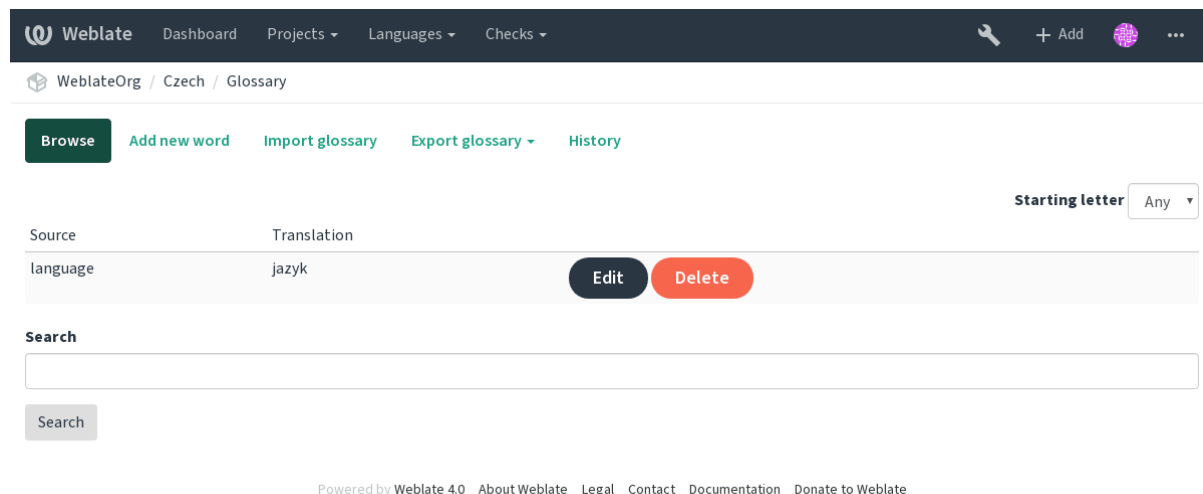 Weblate Dashboard Projects Languages Checks + Add ...
WeblateOrg / Czech / Glossary
Browse Add new word Import glossary Export glossary History
Starting letter Any
Source Translation
language jazyk Edit Delete
Search
Search
Powered by Weblate 4.0 About Weblate Legal Contact Documentation Donate to Weblate